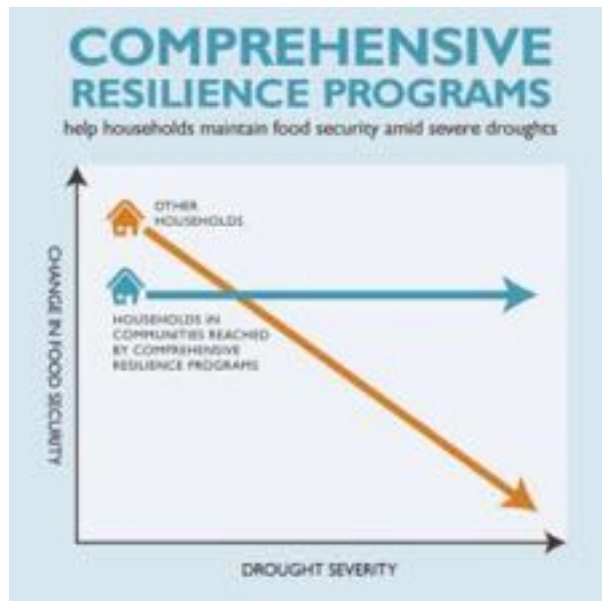 COMPREHENSIVE
RESILIENCE PROGRAMS
help households maintain food security amid severe droughts
OTHER
HOUSEHOLDS
HOUSEHOLDS IN
COMMUNITIES REACHED
BY COMPREHENSIVE
RESILIENCE PROGRAMS
CHANGE IN FOOD SECURITY
DROUGHT SEVERITY